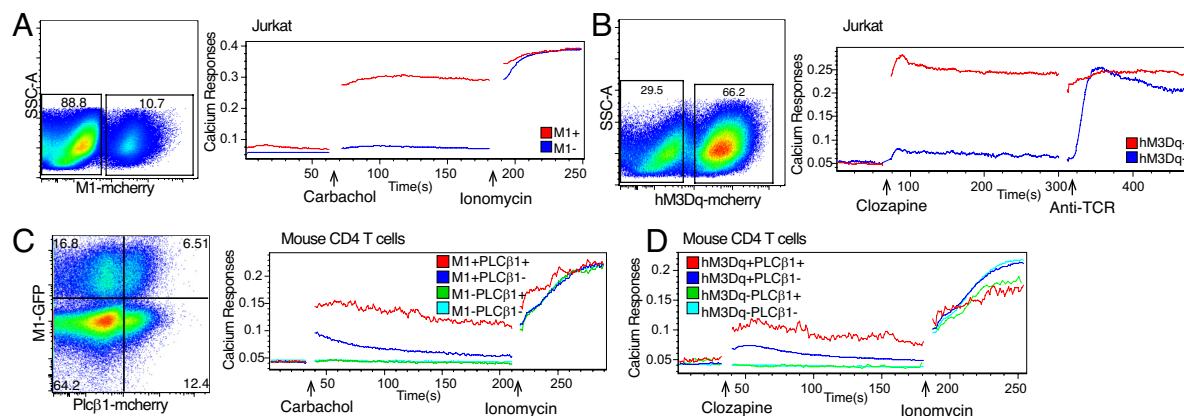 A
SSC-A
88.8
10.7
M1-mcherry
Jurkat
Calcium Responses
0.4
0.3
0.2
0.1
M1+
M1-
50
100
150
200
250
Time(s)
Carbachol
Ionomycin
B
SSC-A
29.5
66.2
hM3Dq-mcherry
Jurkat
Calcium Responses
0.25
0.20
0.15
0.10
0.05
hM3Dq-
hM3Dq-
100
200
300
400
Time(s)
Clozapine
Anti-TCR
C
M1-GFP
16.8
6.51
64.2
12.4
Plcβ1-mcherry
Mouse CD4 T cells
Calcium Responses
0.2
0.15
0.1
0.05
M1+PLCβ1+
M1+PLCβ1-
M1-PLCβ1+
M1-PLCβ1-
50
100
150
200
250
Time(s)
Carbachol
Ionomycin
D
Mouse CD4 T cells
Calcium Responses
0.20
0.15
0.10
0.05
hM3Dq+PLCβ1+
hM3Dq+PLCβ1-
hM3Dq-PLCβ1+
hM3Dq-PLCβ1-
50
100
150
200
250
Time(s)
Clozapine
Ionomycin